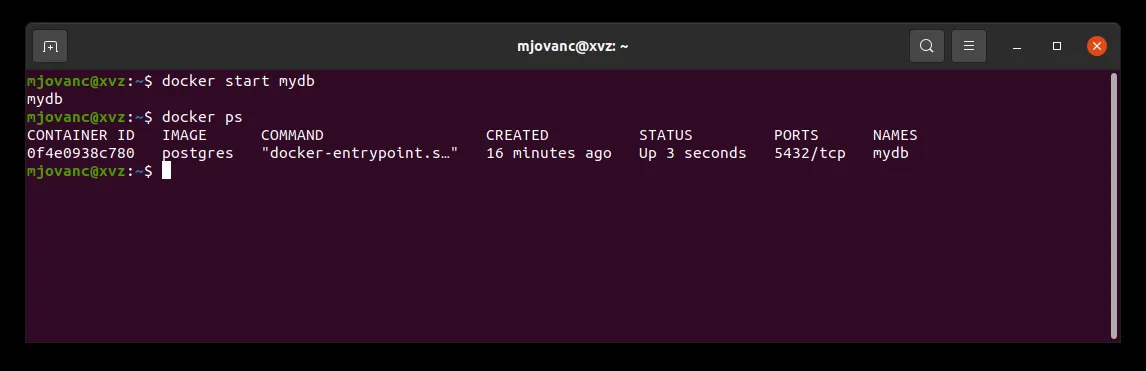 mjovanc@xvz: ~
mjovanc@xvz:~$ docker start mydb
mydb
mjovanc@xvz:~$ docker ps
CONTAINER ID   IMAGE      COMMAND                  CREATED          STATUS         PORTS      NAMES
0f4e0938c780   postgres   "docker-entrypoint.s…"   16 minutes ago   Up 3 seconds   5432/tcp   mydb
mjovanc@xvz:~$